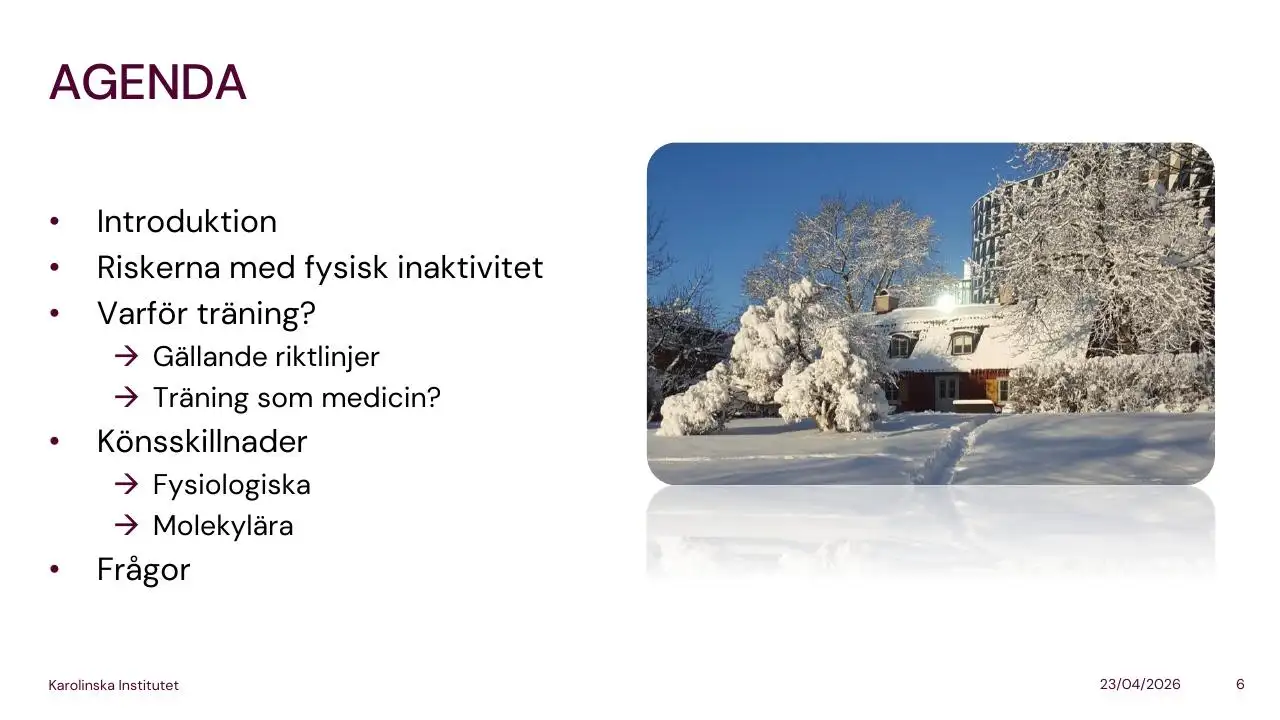 AGENDA
• Introduktion
• Riskerna med fysisk inaktivitet
• Varför träning?
→ Gällande riktlinjer
→ Träning som medicin?
• Könsskillnader
→ Fysiologiska
→ Molekylära
• Frågor
Karolinska Institutet
23/04/2026
6